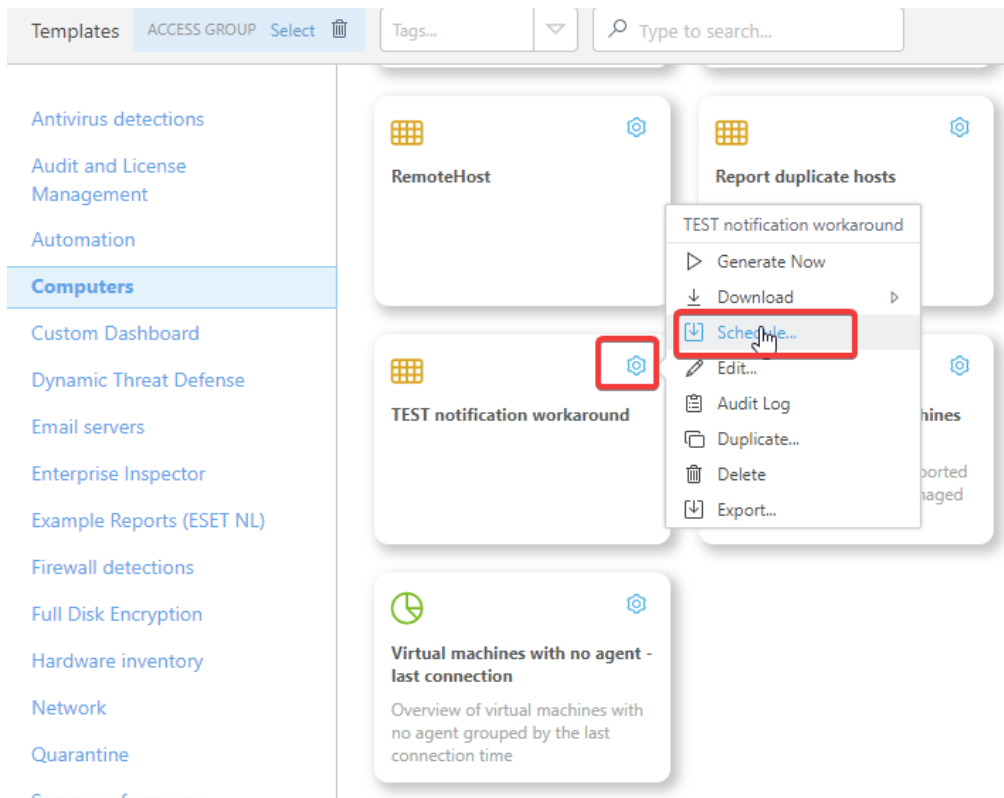 Templates ACCESS GROUP Select Tags... Type to search...
Antivirus detections
Audit and License
Management
Automation
Computers
Custom Dashboard
Dynamic Threat Defense
Email servers
Enterprise Inspector
Example Reports (ESET NL)
Firewall detections
Full Disk Encryption
Hardware inventory
Network
Quarantine
RemoteHost
Report duplicate hosts
TEST notification workaround
TEST notification workaround
Generate Now
Download
Schedule...
Edit...
Audit Log
Duplicate...
Delete
Export...
Virtual machines with no agent -
last connection
Overview of virtual machines with
no agent grouped by the last
connection time